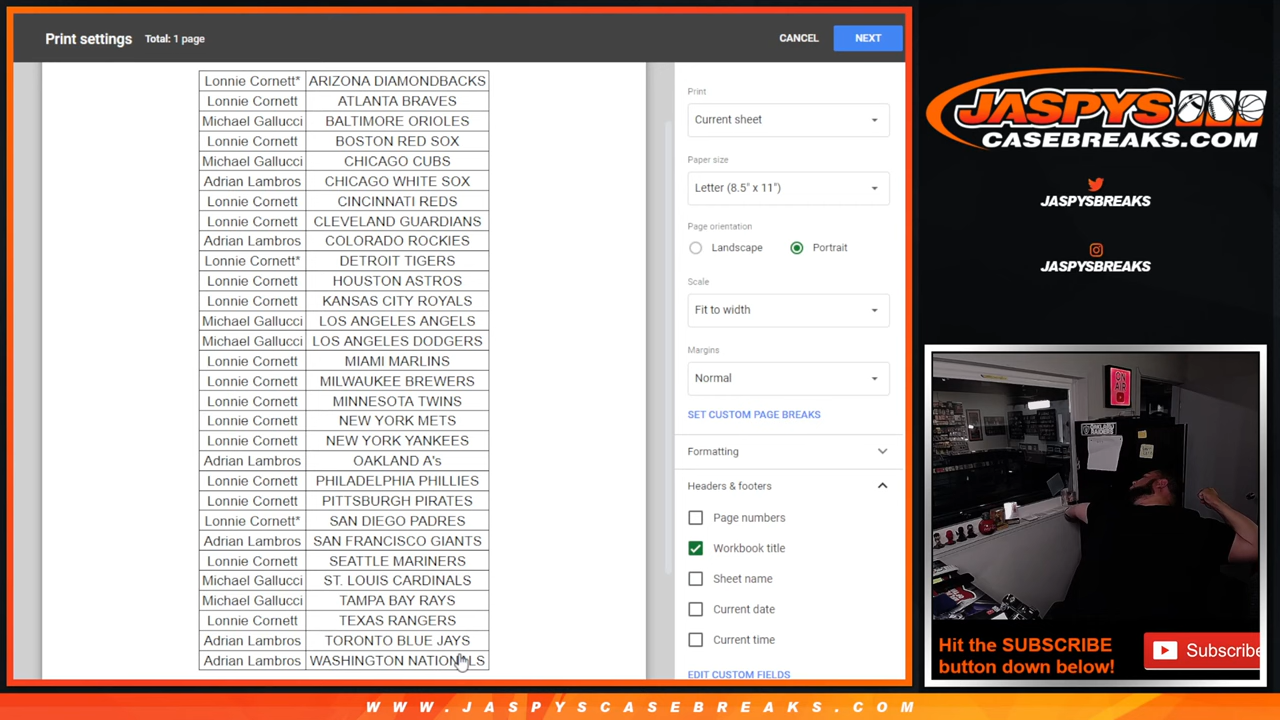 Print settings Total: 1 page CANCEL NEXT
Lonnie Cornett* ARIZONA DIAMONDBACKS
Lonnie Cornett ATLANTA BRAVES
Michael Gallucci BALTIMORE ORIOLES
Lonnie Cornett BOSTON RED SOX
Michael Gallucci CHICAGO CUBS
Adrian Lambros CHICAGO WHITE SOX
Lonnie Cornett CINCINNATI REDS
Lonnie Cornett CLEVELAND GUARDIANS
Adrian Lambros COLORADO ROCKIES
Lonnie Cornett* DETROIT TIGERS
Lonnie Cornett HOUSTON ASTROS
Lonnie Cornett KANSAS CITY ROYALS
Michael Gallucci LOS ANGELES ANGELS
Michael Gallucci LOS ANGELES DODGERS
Lonnie Cornett MIAMI MARLINS
Lonnie Cornett MILWAUKEE BREWERS
Lonnie Cornett MINNESOTA TWINS
Lonnie Cornett NEW YORK METS
Lonnie Cornett NEW YORK YANKEES
Adrian Lambros OAKLAND A's
Lonnie Cornett PHILADELPHIA PHILLIES
Lonnie Cornett PITTSBURGH PIRATES
Lonnie Cornett* SAN DIEGO PADRES
Adrian Lambros SAN FRANCISCO GIANTS
Lonnie Cornett SEATTLE MARINERS
Michael Gallucci ST. LOUIS CARDINALS
Michael Gallucci TAMPA BAY RAYS
Lonnie Cornett TEXAS RANGERS
Adrian Lambros TORONTO BLUE JAYS
Adrian Lambros WASHINGTON NATIONALS
Print
Current sheet
Paper size
Letter (8.5" x 11")
Page orientation
Landscape Portrait
Scale
Fit to width
Margins
Normal
SET CUSTOM PAGE BREAKS
Formatting
Headers & footers
Page numbers
Workbook title
Sheet name
Current date
Current time
EDIT CUSTOM FIELDS
JASPYS
CASEBREAKS.COM
JASPYSBREAKS
JASPYSBREAKS
ON
AIR
Hit the SUBSCRIBE
button down below!
Subscribe
WWW.JASPYSCASEBREAKS.COM